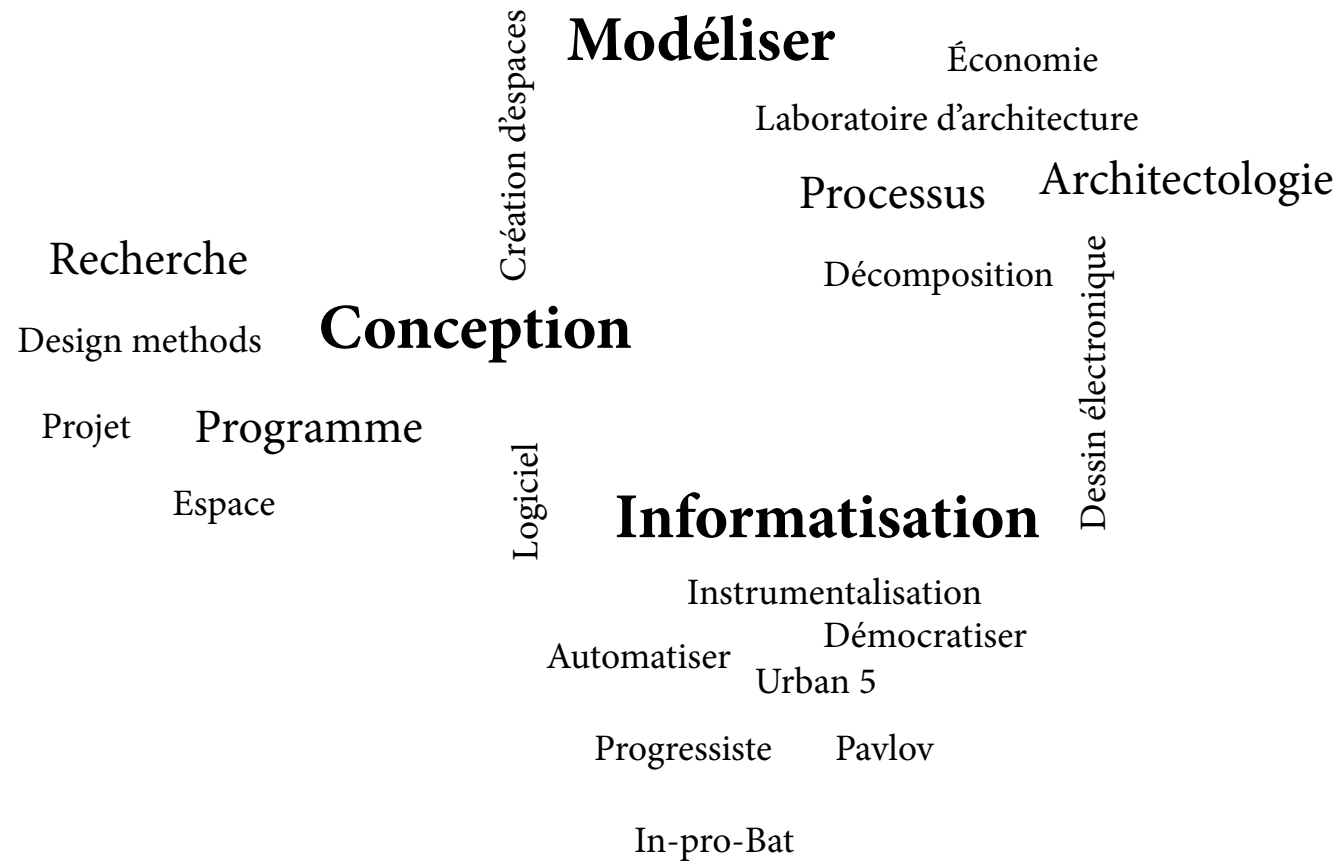 Modéliser
Création d’espaces
Économie
Laboratoire d’architecture
Architectologie
Processus
Recherche
Décomposition
Dessin électronique
Conception
Design methods
Projet
Programme
Logiciel
Espace
Informatisation
Instrumentalisation
Démocratiser
Automatiser
Urban 5
Progressiste
Pavlov
In-pro-Bat